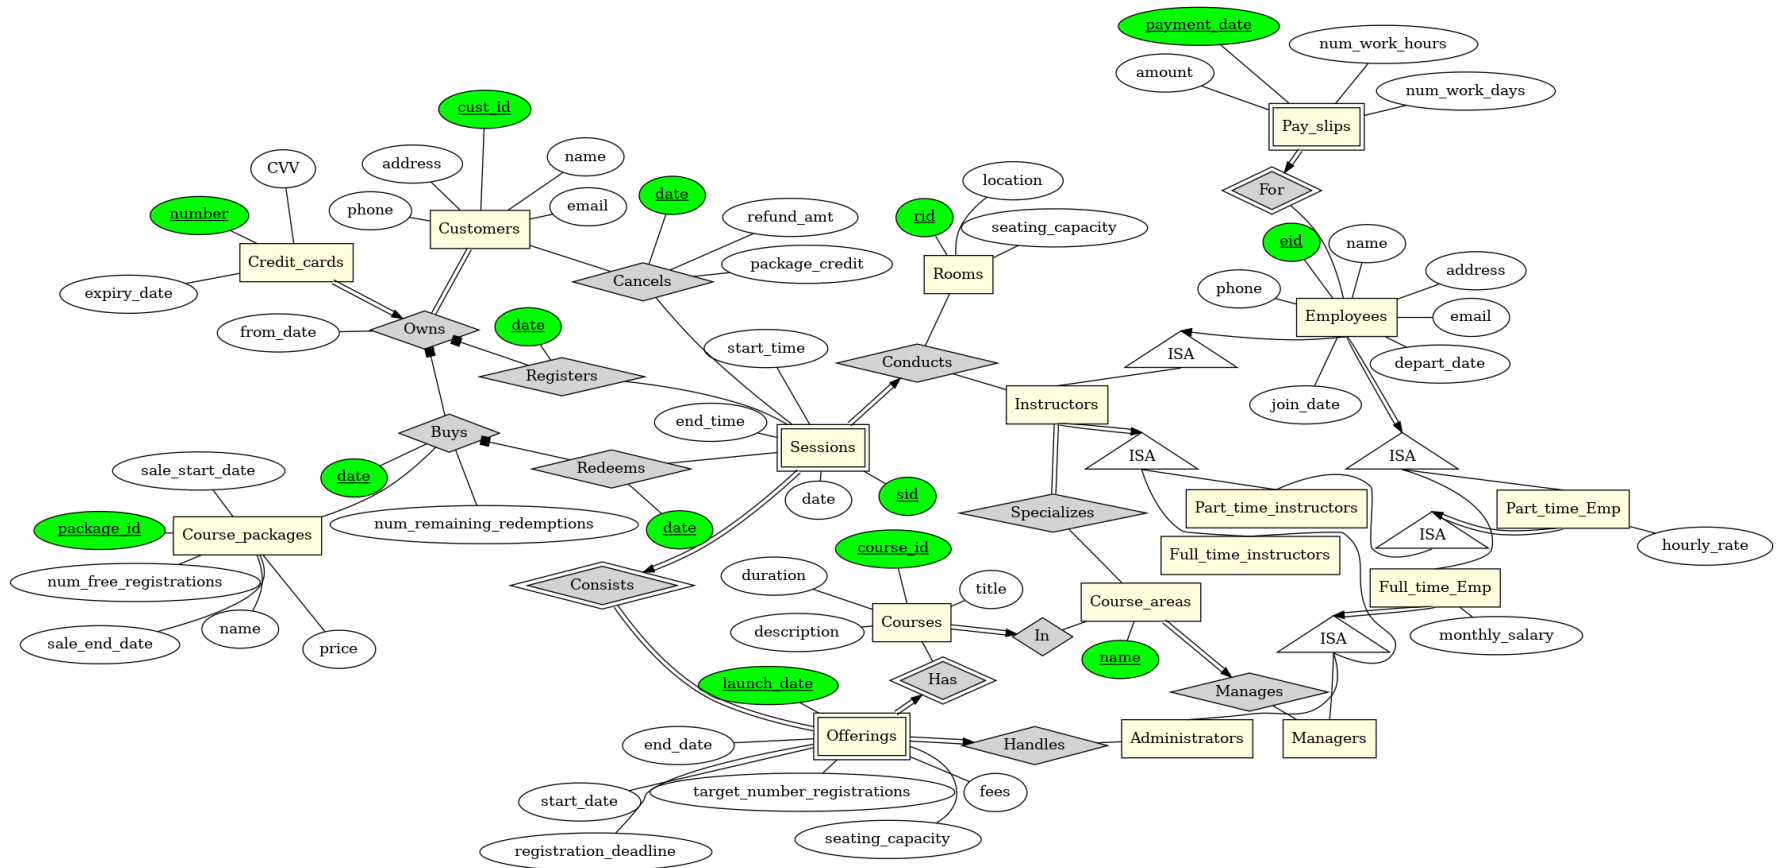 payment_date
num_work_hours
amount
num_work_days
cust_id
Pay_slips
address
name
CVV
For
location
date
number
phone
email
refund_amt
rid
seating_capacity
Customers
eid
name
Credit_cards
package_credit
address
Rooms
Cancels
phone
expiry_date
Employees
email
date
from_date
Owns
start_time
ISA
depart_date
Conducts
Registers
Instructors
join_date
end_time
Buys
Sessions
ISA
ISA
sale_start_date
Redeems
date
date
sid
Part_time_instructors
Part_time_Emp
Specializes
num_remaining_redemptions
package_id
date
Course_packages
ISA
hourly_rate
course_id
Full_time_instructors
duration
num_free_registrations
Consists
title
Full_time_Emp
Course_areas
Courses
name
description
In
ISA
monthly_salary
sale_end_date
price
name
Has
launch_date
Manages
Offerings
Administrators
Managers
end_date
Handles
target_number_registrations
fees
start_date
seating_capacity
registration_deadline